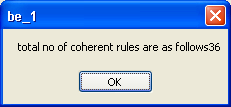 be_1
total no of coherent rules are as follows36
OK